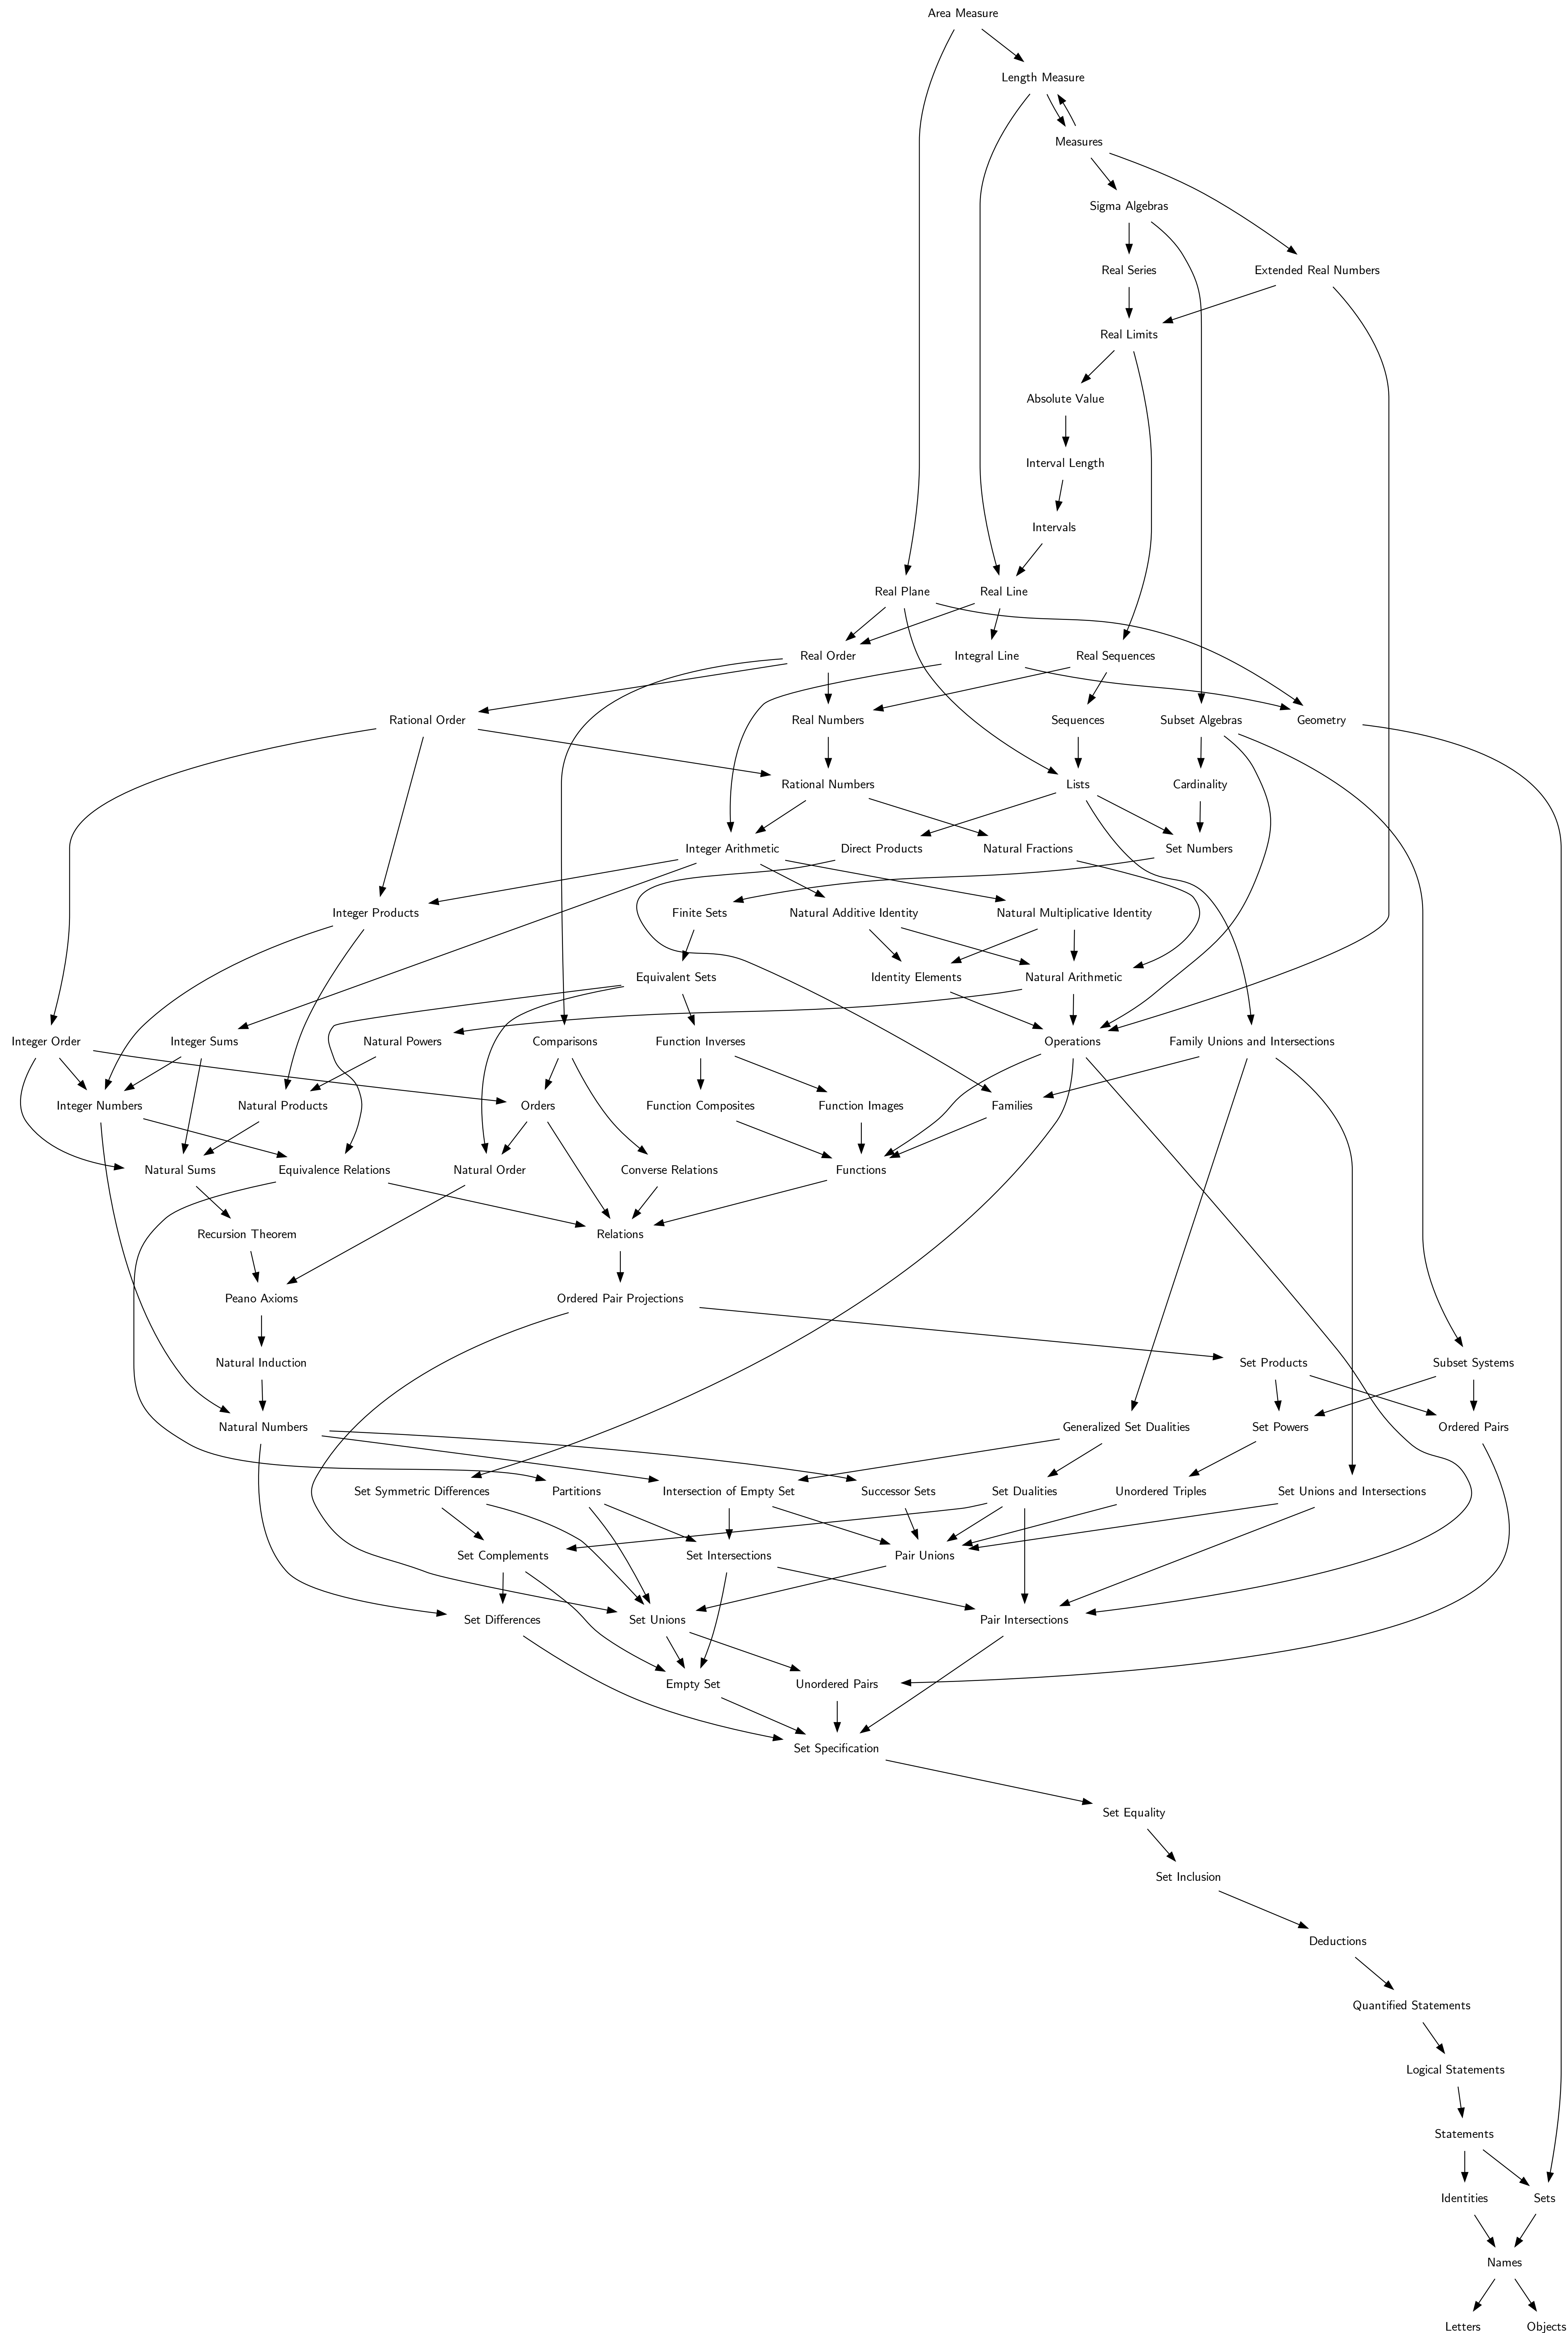 Area Measure
Length Measure
Measures
Sigma Algebras
Real Series
Extended Real Numbers
Real Limits
Absolute Value
Interval Length
Intervals
Real Plane
Real Line
Real Order
Integral Line
Real Sequences
Rational Order
Real Numbers
Sequences
Subset Algebras
Geometry
Rational Numbers
Lists
Cardinality
Integer Arithmetic
Direct Products
Natural Fractions
Set Numbers
Integer Products
Finite Sets
Natural Additive Identity
Natural Multiplicative Identity
Equivalent Sets
Identity Elements
Natural Arithmetic
Integer Order
Integer Sums
Natural Powers
Comparisons
Function Inverses
Operations
Family Unions and Intersections
Integer Numbers
Natural Products
Orders
Function Composites
Function Images
Families
Natural Sums
Equivalence Relations
Natural Order
Converse Relations
Functions
Recursion Theorem
Relations
Peano Axioms
Ordered Pair Projections
Natural Induction
Set Products
Subset Systems
Natural Numbers
Generalized Set Dualities
Set Powers
Ordered Pairs
Set Symmetric Differences
Partitions
Intersection of Empty Set
Successor Sets
Set Dualities
Unordered Triples
Set Unions and Intersections
Set Complements
Set Intersections
Pair Unions
Set Differences
Set Unions
Pair Intersections
Empty Set
Unordered Pairs
Set Specification
Set Equality
Set Inclusion
Deductions
Quantified Statements
Logical Statements
Statements
Identities
Sets
Names
Letters
Objects